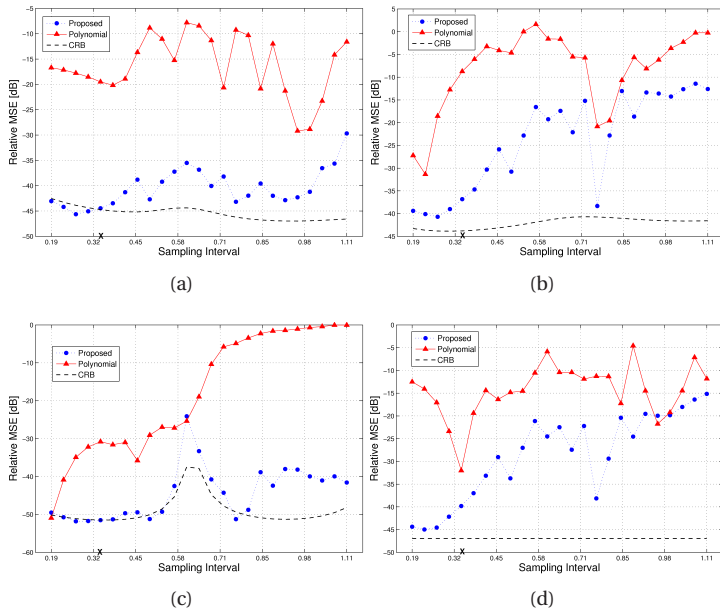 -5
-10
-15
-20
-25
-30
-35
-40
-45
-50
Relative MSE [dB]
Proposed
Polynomial
CRB
0.19 0.32 0.45 0.58 0.71 0.85 0.98 1.11
x
Sampling Interval
(a)
5
0
-5
-10
-15
-20
-25
-30
-35
-40
-45
Relative MSE [dB]
Proposed
Polynomial
CRB
0.19 0.32 0.45 0.58 0.71 0.85 0.98 1.11
x
Sampling Interval
(b)
0
-10
-20
-30
-40
-50
-60
Relative MSE [dB]
Proposed
Polynomial
CRB
0.19 0.32 0.45 0.58 0.71 0.85 0.98 1.11
x
Sampling Interval
(c)
0
-5
-10
-15
-20
-25
-30
-35
-40
-45
-50
Relative MSE [dB]
Proposed
Polynomial
CRB
0.19 0.32 0.45 0.58 0.71 0.85 0.98 1.11
x
Sampling Interval
(d)